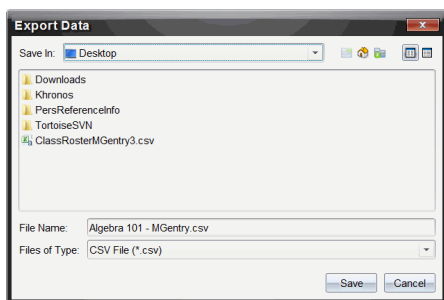 Export Data
Save In: Desktop
Downloads
Khronos
PersReferenceInfo
TortoiseSVN
ClassRosterMGentry3.csv
File Name: Algebra 101 - MGentry.csv
Files of Type: CSV File (*.csv)
Save Cancel